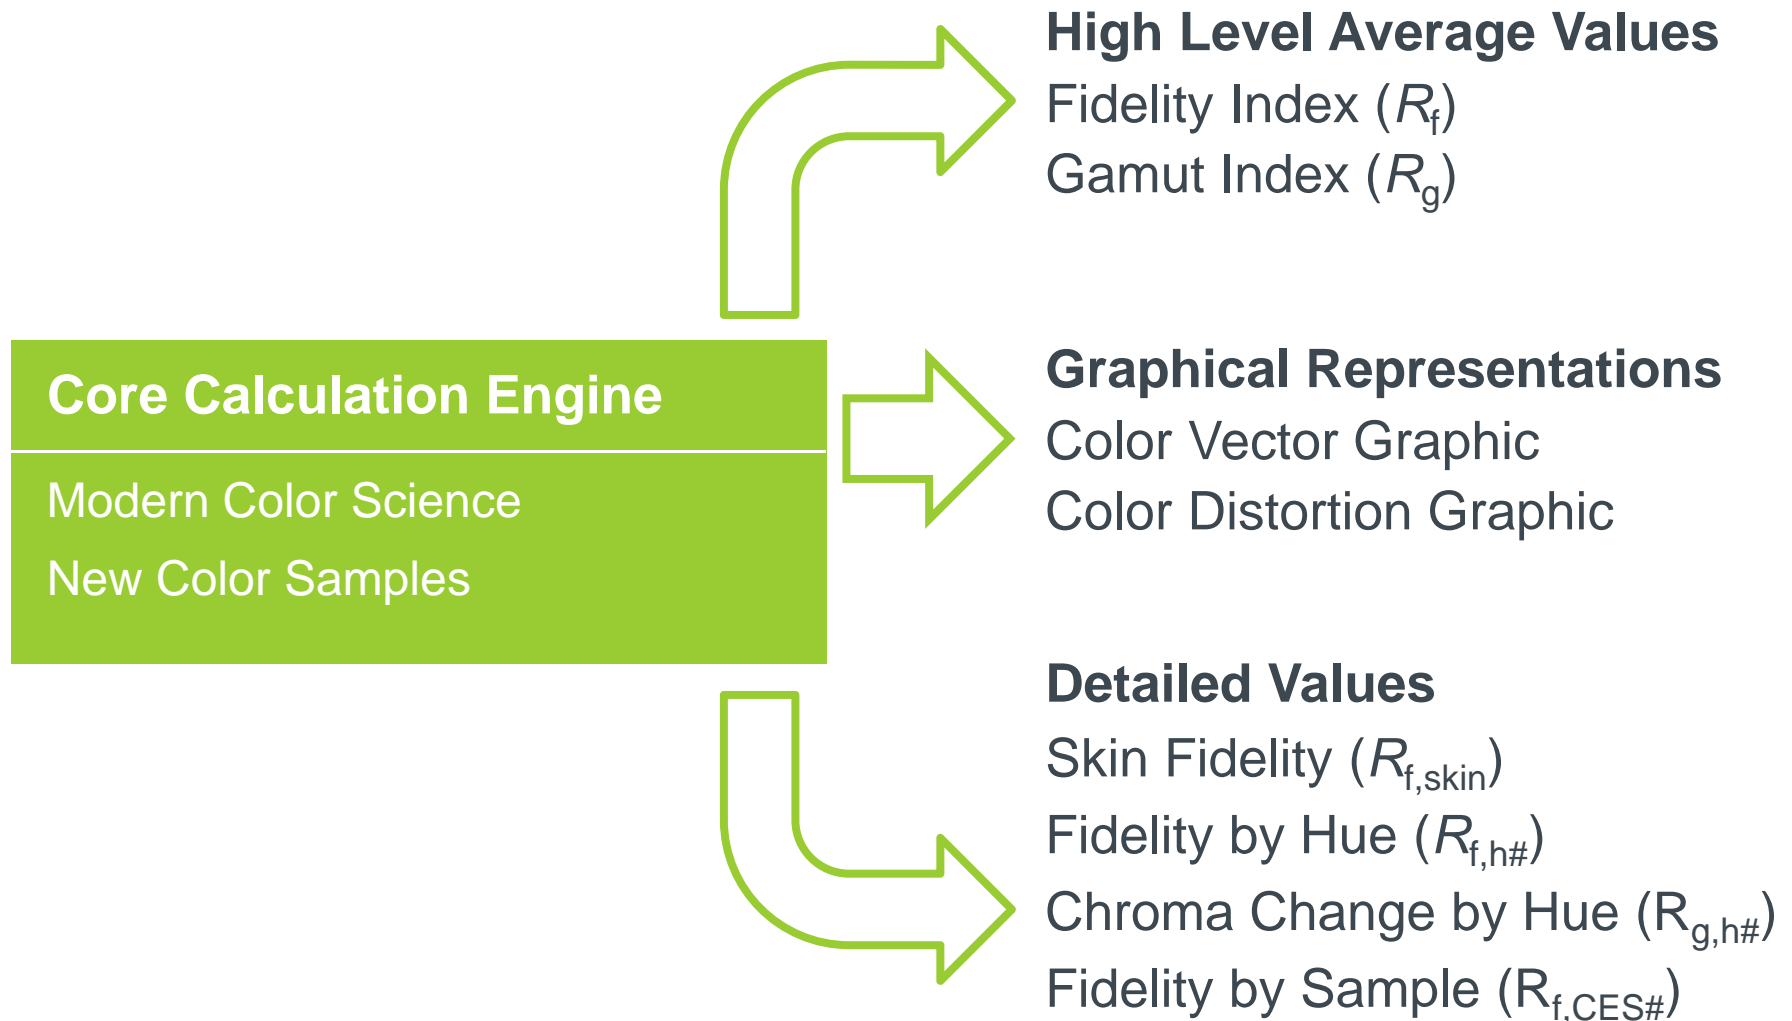 High Level Average Values
Fidelity Index (Rf)
Gamut Index (Rg)
Core Calculation Engine
Modern Color Science
New Color Samples
Graphical Representations
Color Vector Graphic
Color Distortion Graphic
Detailed Values
Skin Fidelity (Rf,skin)
Fidelity by Hue (Rf,h#)
Chroma Change by Hue (Rg,h#)
Fidelity by Sample (Rf,CES#)